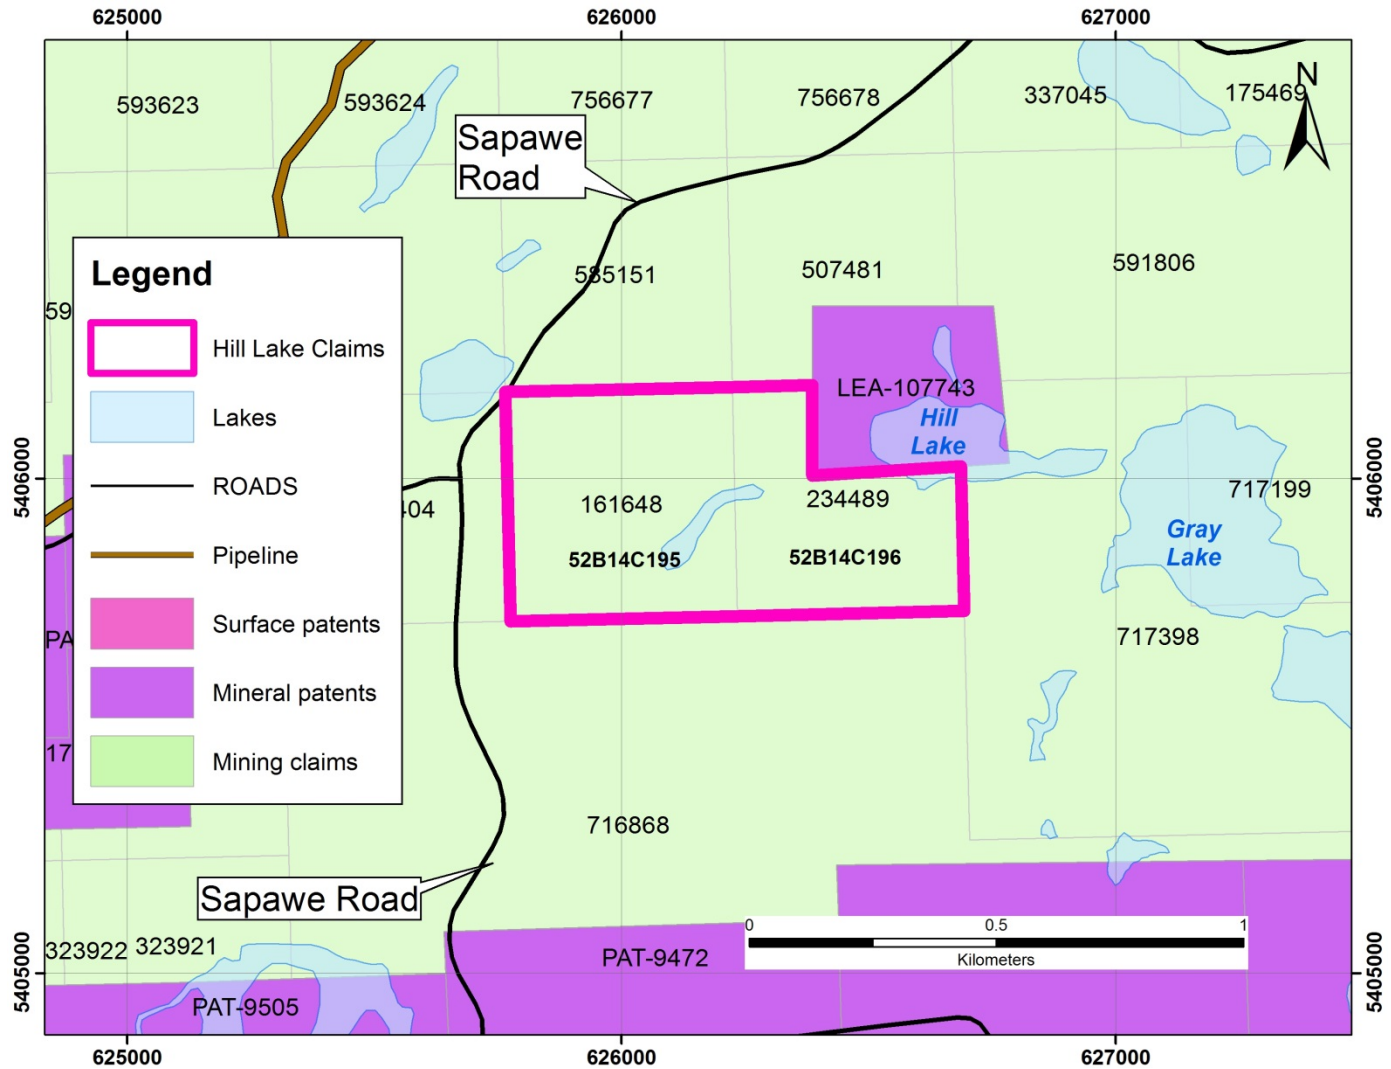 625000
626000
627000
593623
593624
756677
756678
337045
175469
N
Sapawe
Road
585151
507481
591806
59
Legend
Hill Lake Claims
Lakes
ROADS
Pipeline
Surface patents
Mineral patents
Mining claims
LEA-107743
Hill
Lake
5406000
5406000
404
161648
234489
717199
Gray
Lake
52B14C195
52B14C196
PA
717398
17
716868
Sapawe Road
0
0.5
1
Kilometers
323922
323921
PAT-9472
5405000
5405000
PAT-9505
625000
626000
627000